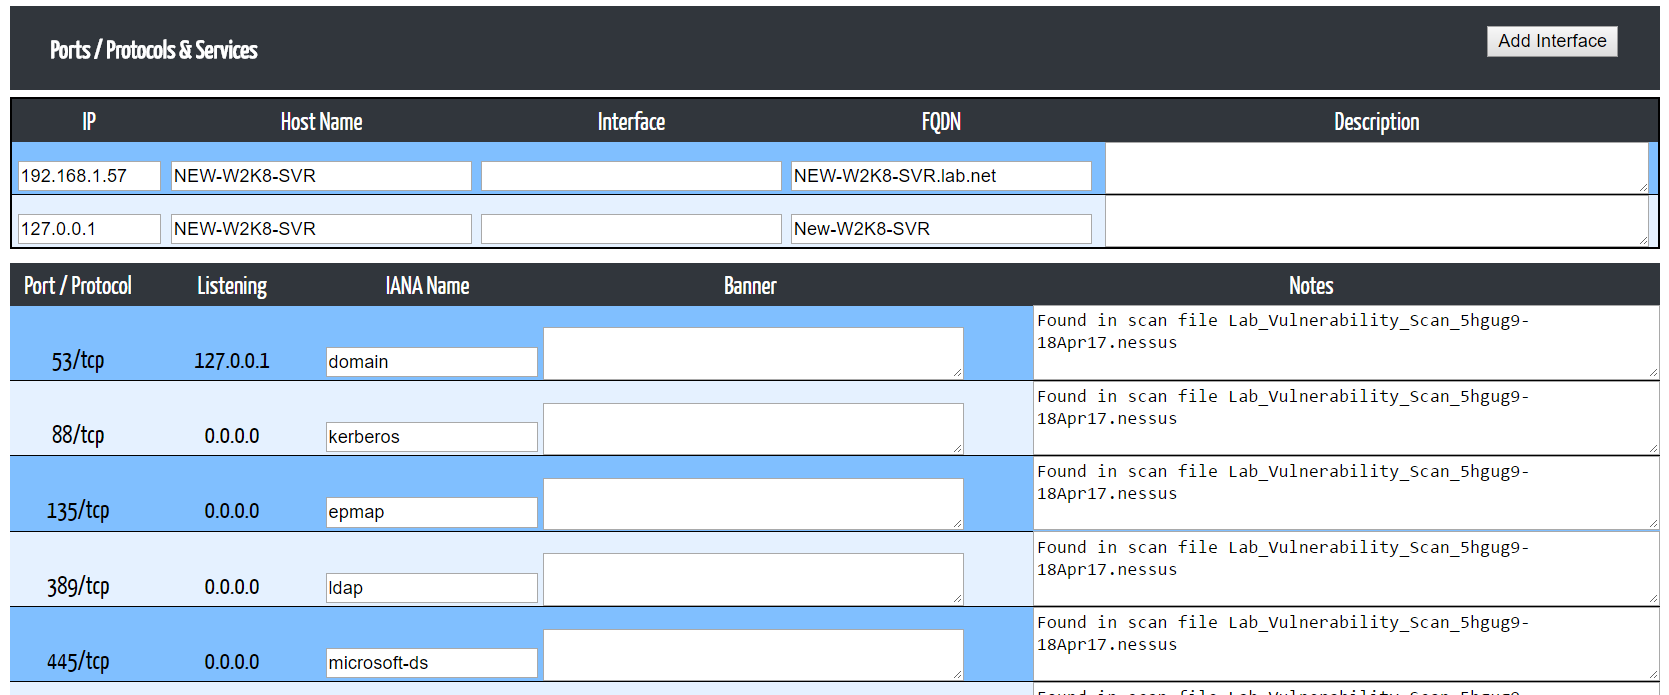 Ports / Protocols & Services
Add Interface
IP Host Name Interface FQDN Description
192.168.1.57 NEW-W2K8-SVR NEW-W2K8-SVR.lab.net
127.0.0.1 NEW-W2K8-SVR New-W2K8-SVR
Port / Protocol Listening IANA Name Banner Notes
53/tcp 127.0.0.1 domain
Found in scan file Lab_Vulnerability_Scan_5hgug9-
18Apr17.nessus
88/tcp 0.0.0.0 kerberos
Found in scan file Lab_Vulnerability_Scan_5hgug9-
18Apr17.nessus
135/tcp 0.0.0.0 epmap
Found in scan file Lab_Vulnerability_Scan_5hgug9-
18Apr17.nessus
389/tcp 0.0.0.0 ldap
Found in scan file Lab_Vulnerability_Scan_5hgug9-
18Apr17.nessus
445/tcp 0.0.0.0 microsoft-ds
Found in scan file Lab_Vulnerability_Scan_5hgug9-
18Apr17.nessus